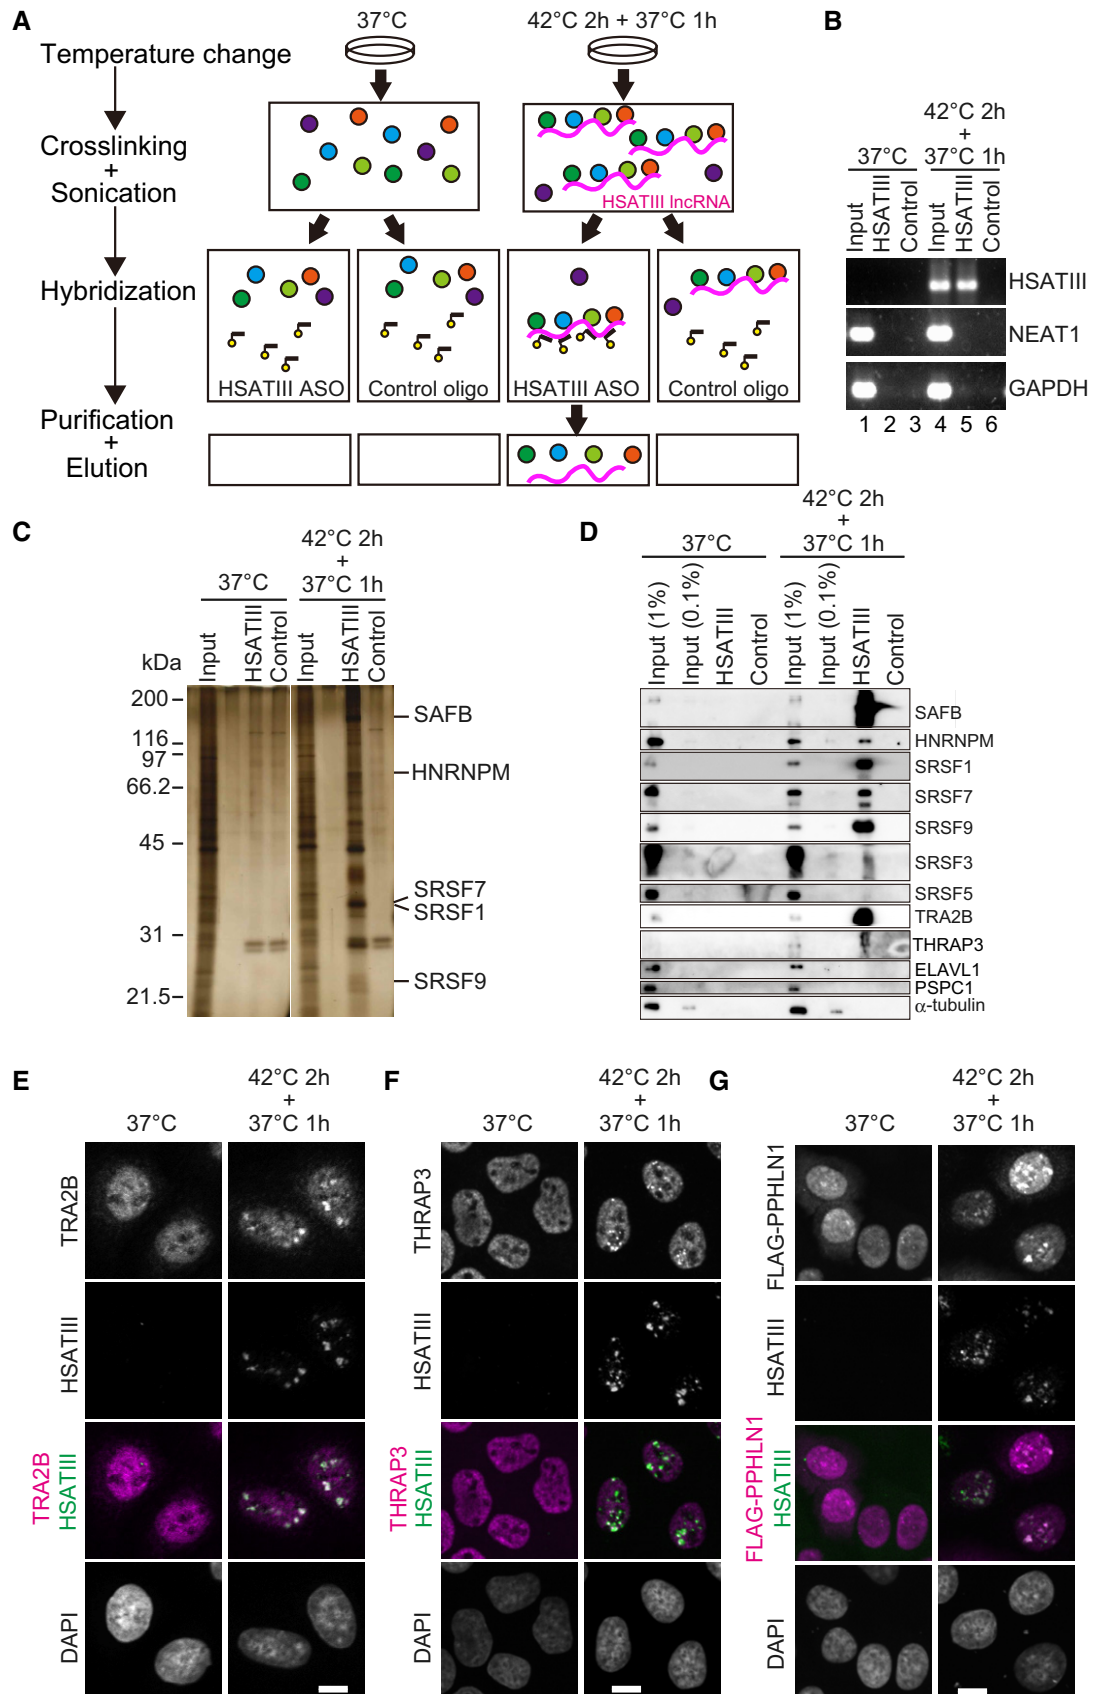 A
37°C
42°C 2h + 37°C 1h
Temperature change
Crosslinking
+
Sonication
HSATIII lncRNA
Hybridization
HSATIII ASO
Control oligo
HSATIII ASO
Control oligo
Purification
+
Elution
B
42°C 2h
+
37°C
37°C 1h
Input
HSATIII
Control
Input
HSATIII
Control
HSATIII
NEAT1
GAPDH
1 2 3 4 5 6
C
42°C 2h
+
37°C
37°C 1h
Input
HSATIII
Control
Input
HSATIII
Control
kDa
200
116
97
66.2
45
31
21.5
SAFB
HNRNPM
SRSF7
SRSF1
SRSF9
D
42°C 2h
+
37°C
37°C 1h
Input (1%)
Input (0.1%)
HSATIII
Control
Input (1%)
Input (0.1%)
HSATIII
Control
SAFB
HNRNPM
SRSF1
SRSF7
SRSF9
SRSF3
SRSF5
TRA2B
THRAP3
ELAVL1
PSPC1
α-tubulin
E
42°C 2h
+
37°C
37°C 1h
TRA2B
HSATIII
TRA2B
HSATIII
DAPI
F
42°C 2h
+
37°C
37°C 1h
THRAP3
HSATIII
THRAP3
HSATIII
DAPI
G
42°C 2h
+
37°C
37°C 1h
FLAG-PPHLN1
HSATIII
FLAG-PPHLN1
HSATIII
DAPI